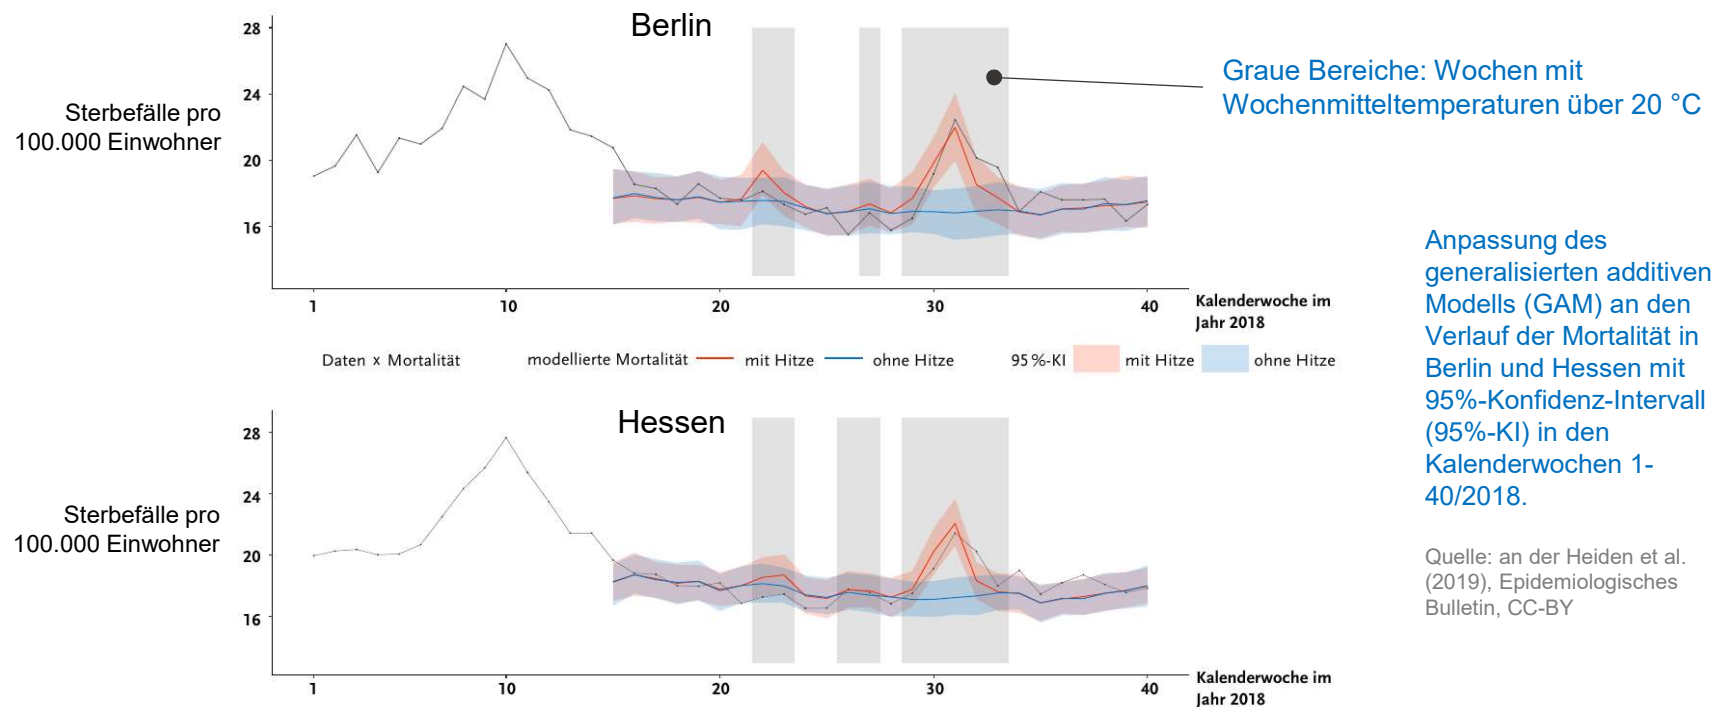 Berlin
28
24
20
16
Sterbefälle pro
100.000 Einwohner
Graue Bereiche: Wochen mit
Wochenmitteltemperaturen über 20 °C
1
10
20
30
40
Kalenderwoche im
Jahr 2018
Daten x Mortalität
modellierte Mortalität
mit Hitze
ohne Hitze
95 %-KI
mit Hitze
ohne Hitze
Hessen
28
24
20
16
Sterbefälle pro
100.000 Einwohner
1
10
20
30
40
Kalenderwoche im
Jahr 2018
Anpassung des
generalisierten additiven
Modells (GAM) an den
Verlauf der Mortalität in
Berlin und Hessen mit
95%-Konfidenz-Intervall
(95%-KI) in den
Kalenderwochen 1-
40/2018.
Quelle: an der Heiden et al.
(2019), Epidemiologisches
Bulletin, CC-BY